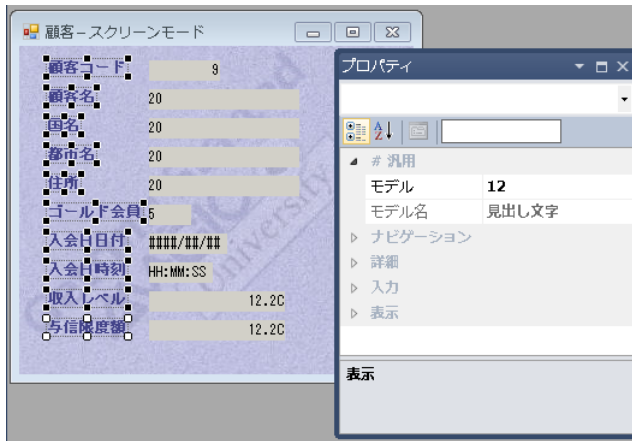 顧客-スクリーンモード
顧客コード 9
顧客名 20
国名 20
都市名 20
住所 20
ゴールド会員 5
入会日付 ####/##/##
入会時刻 HH:MM:SS
収入レベル 12.2C
与信限度額 12.2C
University
プロパティ
# 汎用
モデル 12
モデル名 見出し文字
ナビゲーション
詳細
入力
表示
表示